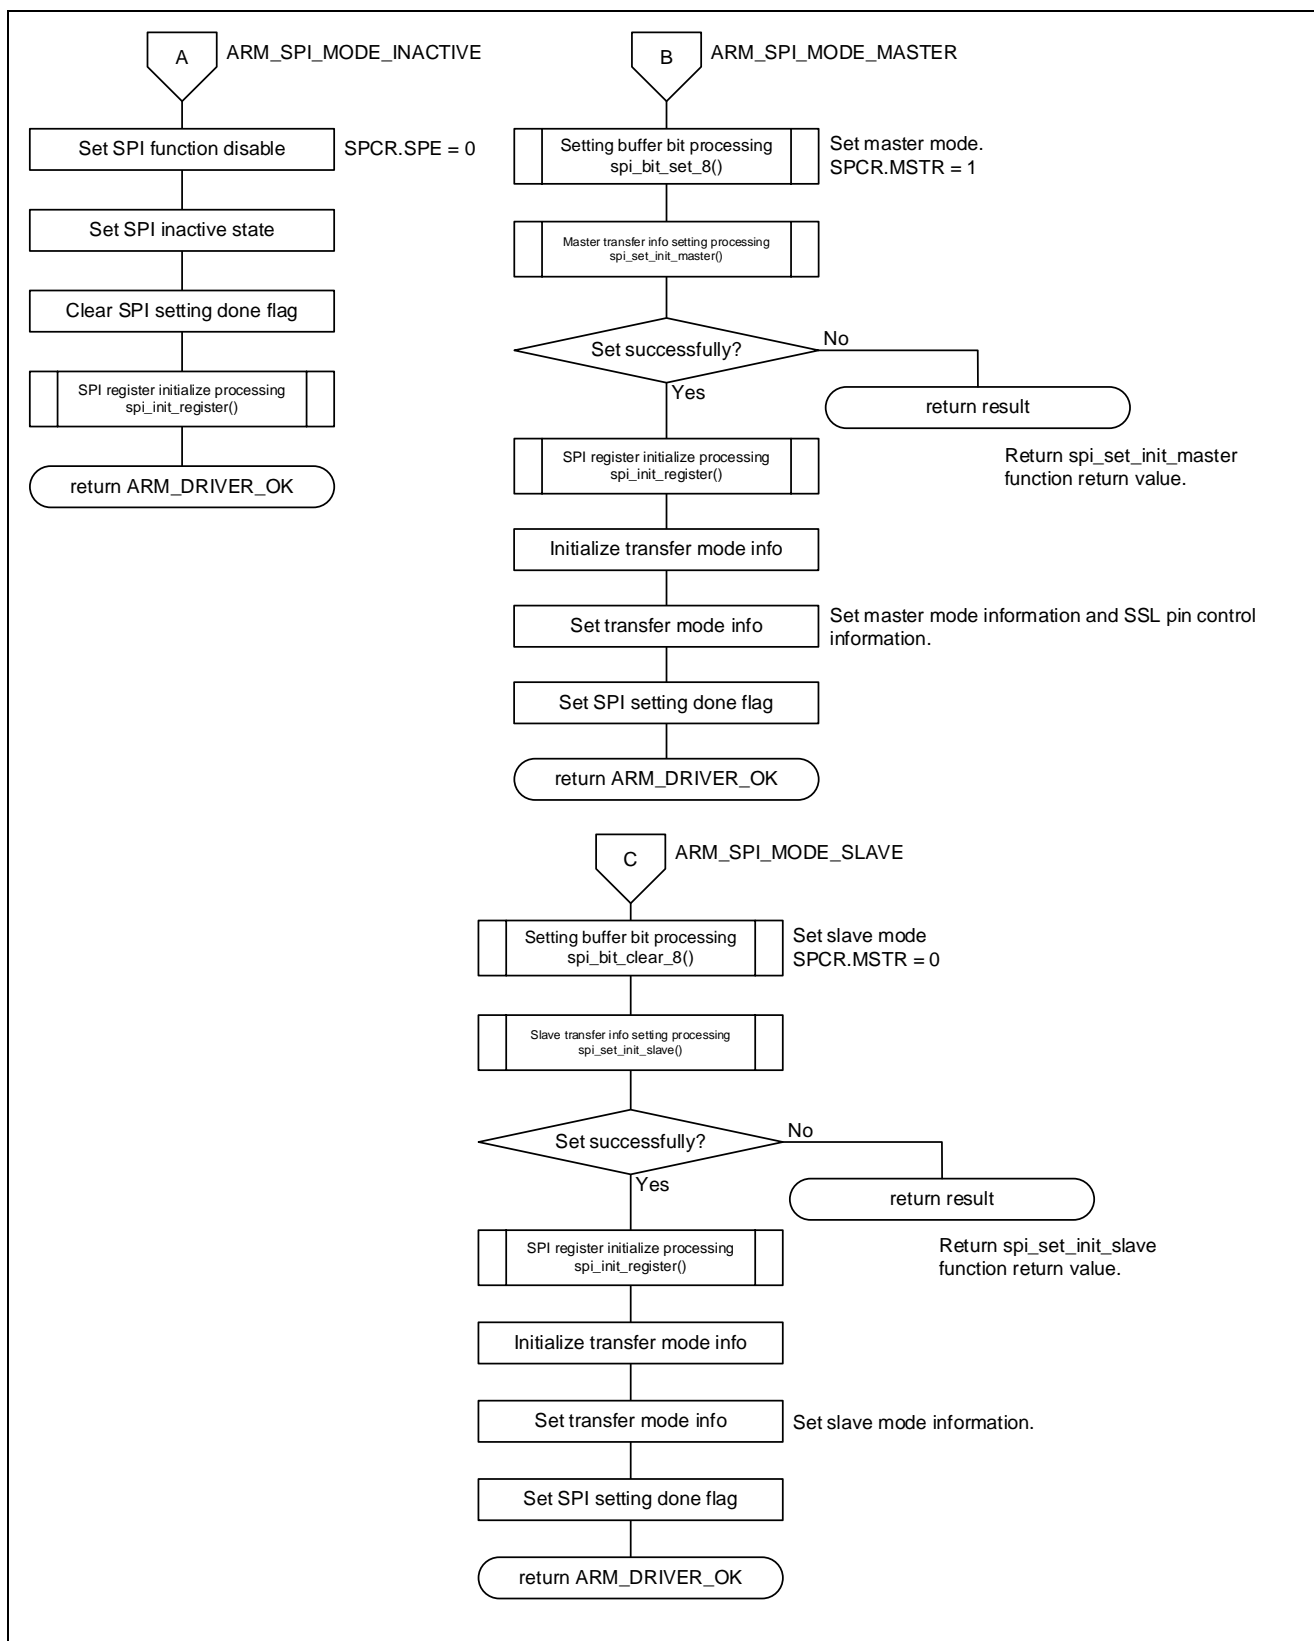 A
ARM_SPI_MODE_INACTIVE
Set SPI function disable
SPCR.SPE = 0
Set SPI inactive state
Clear SPI setting done flag
SPI register initialize processing
spi_init_register()
return ARM_DRIVER_OK
B
ARM_SPI_MODE_MASTER
Setting buffer bit processing
spi_bit_set_8()
Set master mode.
SPCR.MSTR = 1
Master transfer info setting processing
spi_set_init_master()
Set successfully?
No
Yes
return result
Return spi_set_init_master
function return value.
SPI register initialize processing
spi_init_register()
Initialize transfer mode info
Set transfer mode info
Set master mode information and SSL pin control
information.
Set SPI setting done flag
return ARM_DRIVER_OK
C
ARM_SPI_MODE_SLAVE
Setting buffer bit processing
spi_bit_clear_8()
Set slave mode
SPCR.MSTR = 0
Slave transfer info setting processing
spi_set_init_slave()
Set successfully?
No
Yes
return result
Return spi_set_init_slave
function return value.
SPI register initialize processing
spi_init_register()
Initialize transfer mode info
Set transfer mode info
Set slave mode information.
Set SPI setting done flag
return ARM_DRIVER_OK